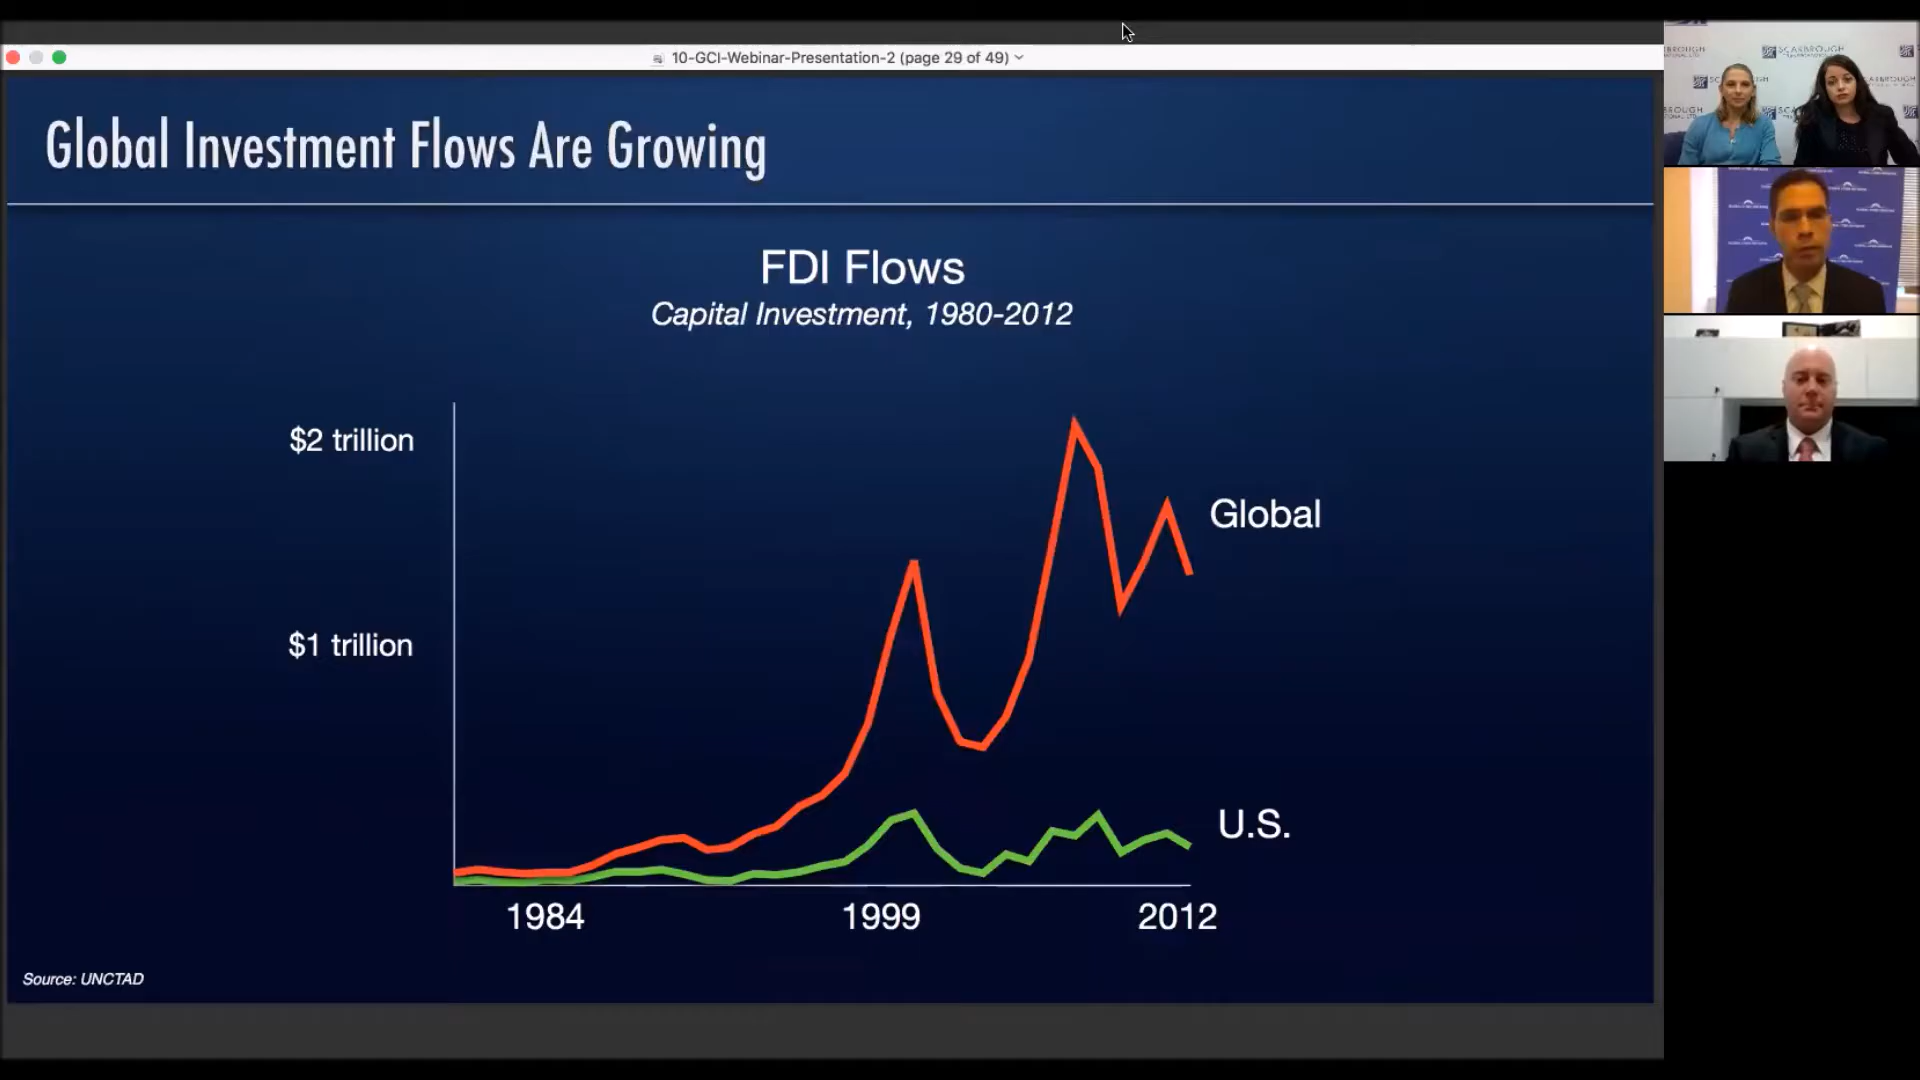 10-GCI-Webinar-Presentation-2 (page 29 of 49)
Global Investment Flows Are Growing
FDI Flows
Capital Investment, 1980-2012
$2 trillion
$1 trillion
Global
U.S.
1984 1999 2012
Source: UNCTAD
SCARBROUGH